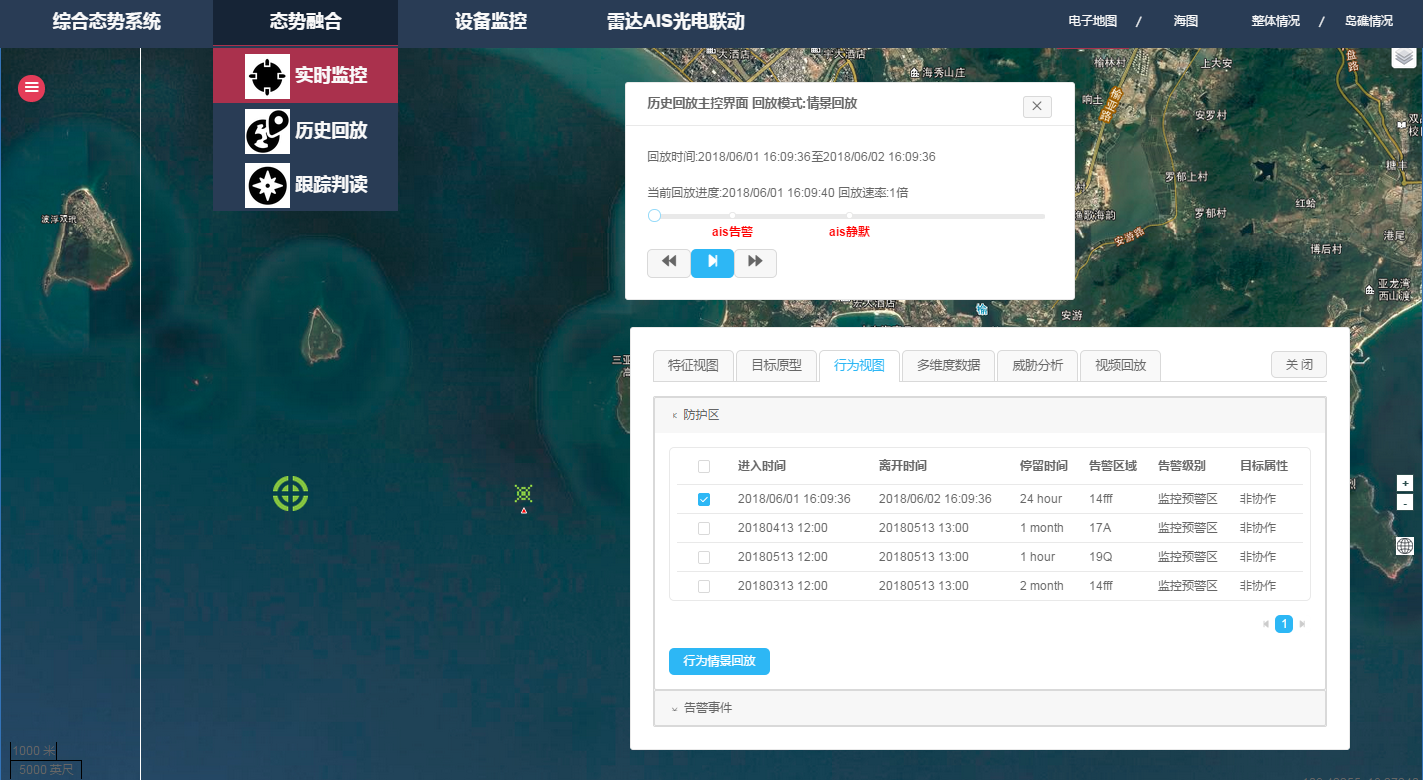 综合态势系统 态势融合 设备监控 雷达AIS光电联动 电子地图 / 海图 整体情况 / 岛礁情况
实时监控
历史回放
跟踪判读
大酒店
大酒店
海秀山庄
榆林村
上大安
响土
安罗村
罗郁上村
红蛤
罗郁村
渔歌海韵
安游路
港尾
博后村
亚龙湾
安游
糖丰
波浮双玳
历史回放主控界面 回放模式:情景回放
回放时间:2018/06/01 16:09:36至2018/06/02 16:09:36
当前回放进度:2018/06/01 16:09:40 回放速率:1倍
ais告警 ais静默
特征视图 目标原型 行为视图 多维度数据 威胁分析 视频回放 关 闭
防护区
进入时间 离开时间 停留时间 告警区域 告警级别 目标属性
2018/06/01 16:09:36 2018/06/02 16:09:36 24 hour 14fff 监控预警区 非协作
20180413 12:00 20180513 13:00 1 month 17A 监控预警区 非协作
20180513 12:00 20180513 13:00 1 hour 19Q 监控预警区 非协作
20180313 12:00 20180513 13:00 2 month 14fff 监控预警区 非协作
1
行为情景回放
告警事件
+
-
1000 米
5000 英尺